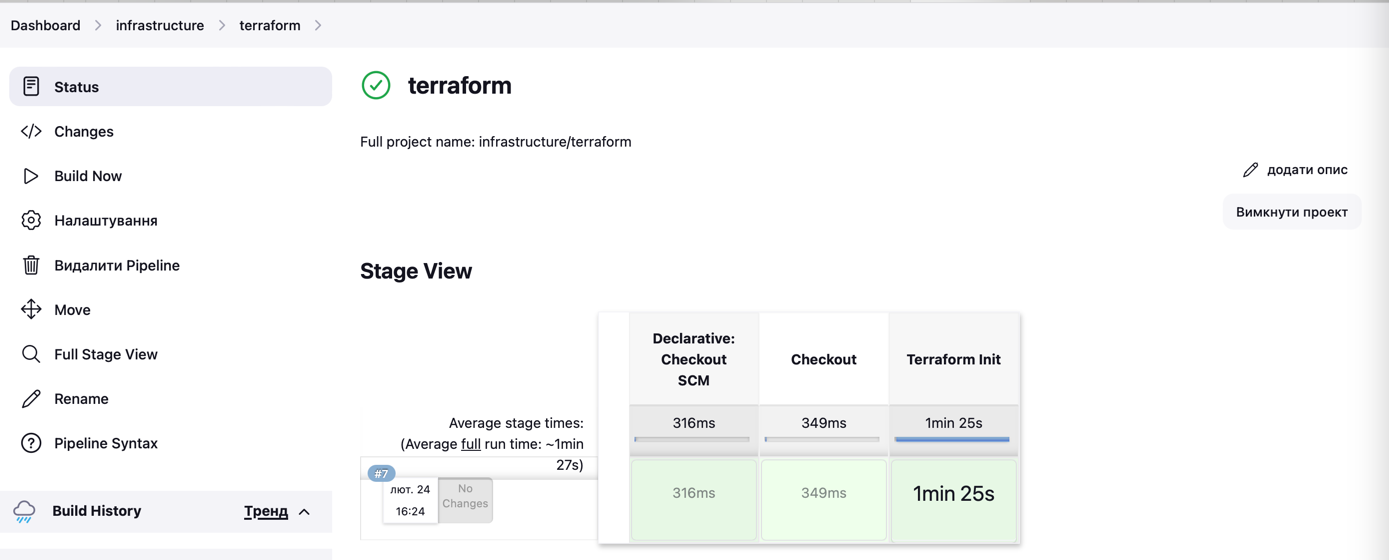 Dashboard
infrastructure
terraform
Status
Changes
Build Now
Налаштування
Видалити Pipeline
Move
Full Stage View
Rename
Pipeline Syntax
Build History
Тренд
terraform
Full project name: infrastructure/terraform
додати опис
Вимкнути проект
Stage View
Declarative:
Checkout
SCM
Checkout
Terraform Init
Average stage times:
(Average full run time: ~1min
27s)
316ms
349ms
1min 25s
#7
лют. 24
16:24
No
Changes
316ms
349ms
1min 25s